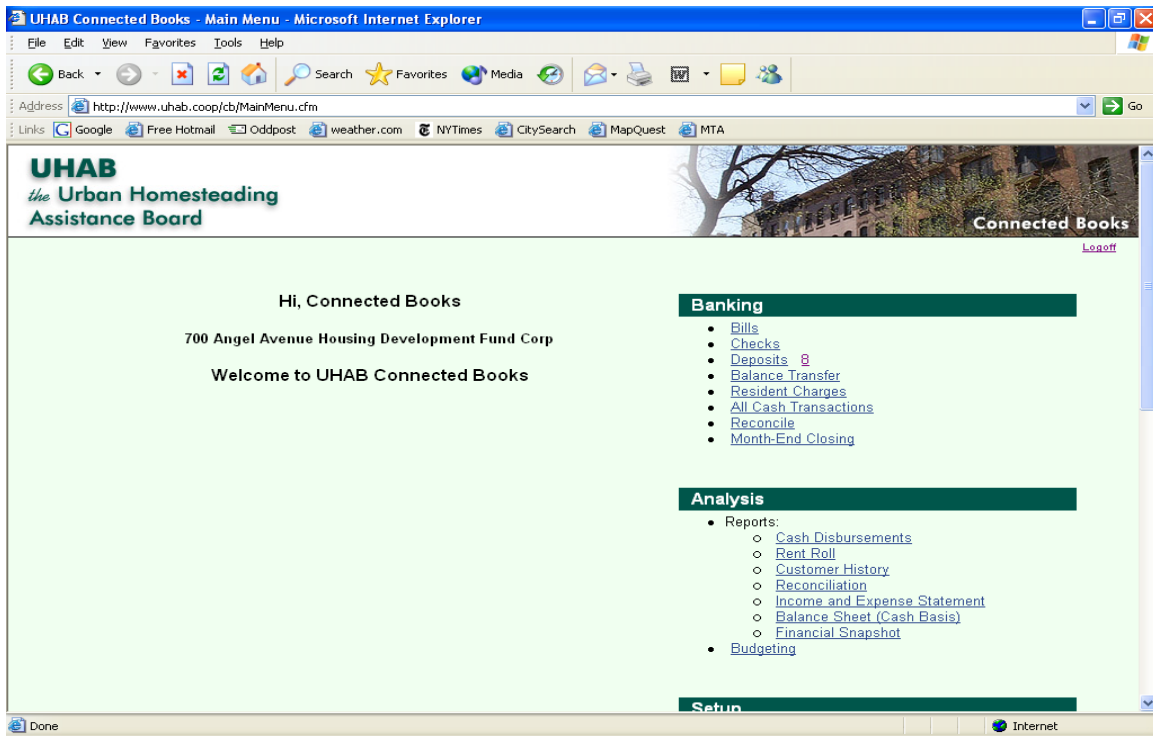 UHAB Connected Books - Main Menu - Microsoft Internet Explorer
File Edit View Favorites Tools Help
Back Search Favorites Media
Address http://www.uhab.coop/cb/MainMenu.cfm Go
Links Google Free Hotmail Oddpost weather.com NYTimes CitySearch MapQuest MTA
UHAB
the Urban Homesteading
Assistance Board
Connected Books
Logoff
Hi, Connected Books
700 Angel Avenue Housing Development Fund Corp
Welcome to UHAB Connected Books
Banking
Bills
Checks
Deposits 8
Balance Transfer
Resident Charges
All Cash Transactions
Reconcile
Month-End Closing
Analysis
Reports:
Cash Disbursements
Rent Roll
Customer History
Reconciliation
Income and Expense Statement
Balance Sheet (Cash Basis)
Financial Snapshot
Budgeting
Setup
Done Internet